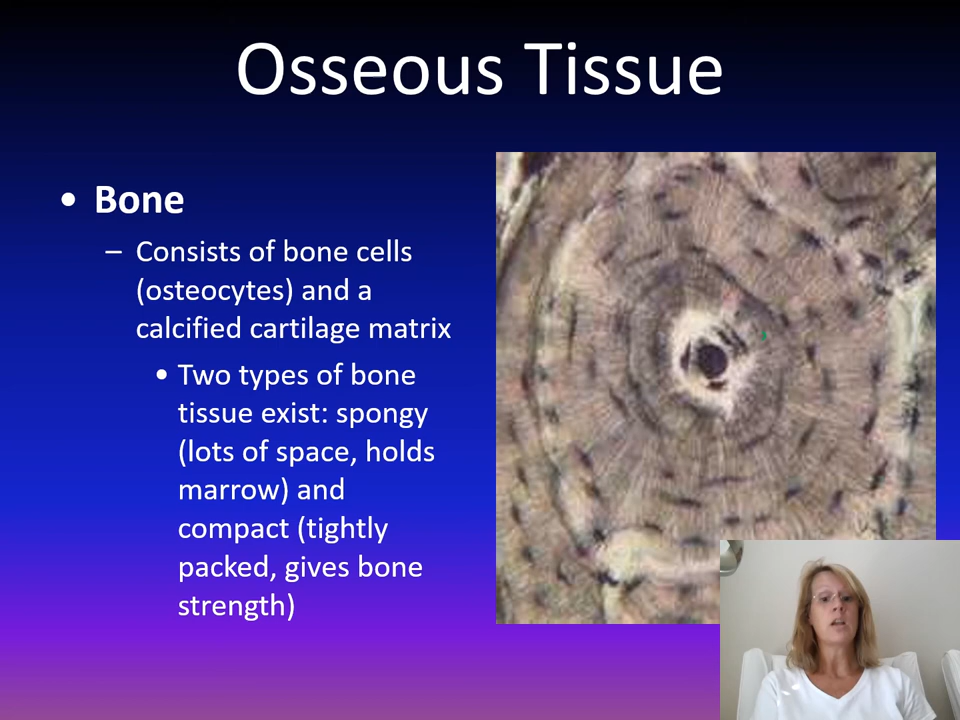 Osseous Tissue
• Bone
– Consists of bone cells
(osteocytes) and a
calcified cartilage matrix
• Two types of bone
tissue exist: spongy
(lots of space, holds
marrow) and
compact (tightly
packed, gives bone
strength)